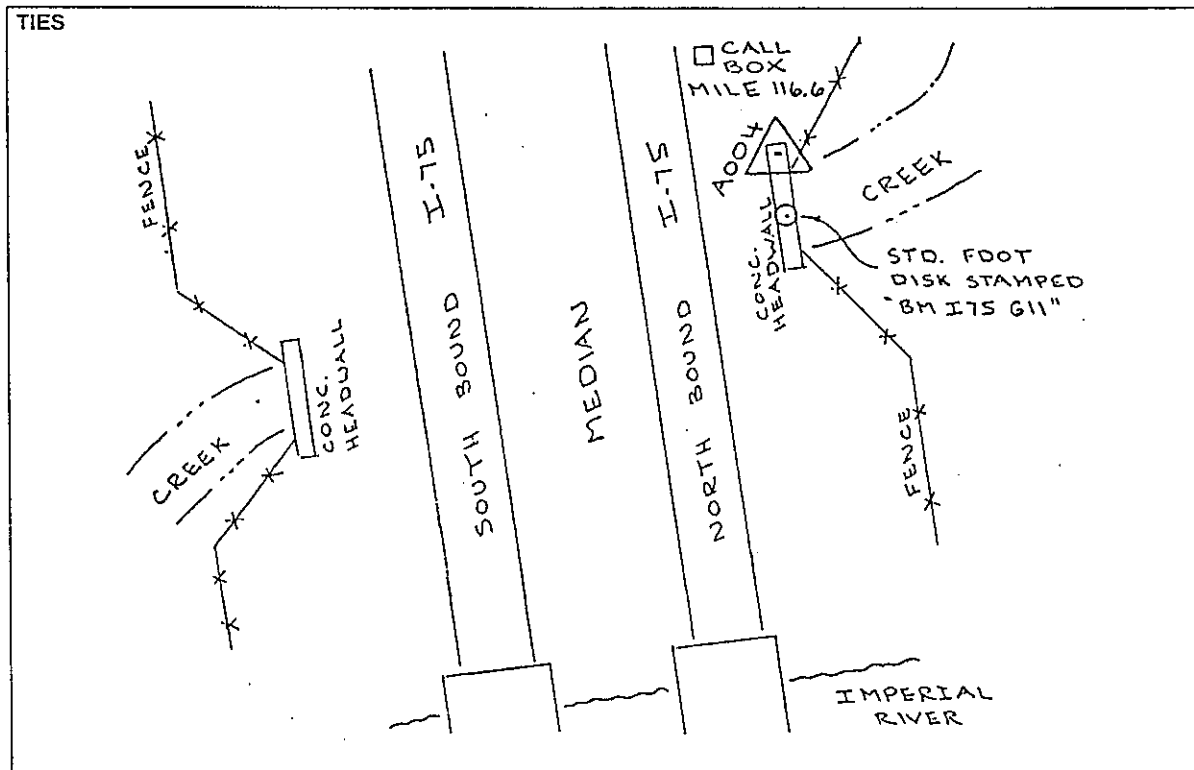 TIES
CALL
BOX
MILE 116.6
A004
FENCE
I-75
I-75
CREEK
CONC.
HEADWALL
STD. FDOT
DISK STAMPED
"BM I75 G11"
SOUTH BOUND
MEDIAN
NORTH BOUND
CONC.
HEADWALL
CREEK
FENCE
IMPERIAL
RIVER